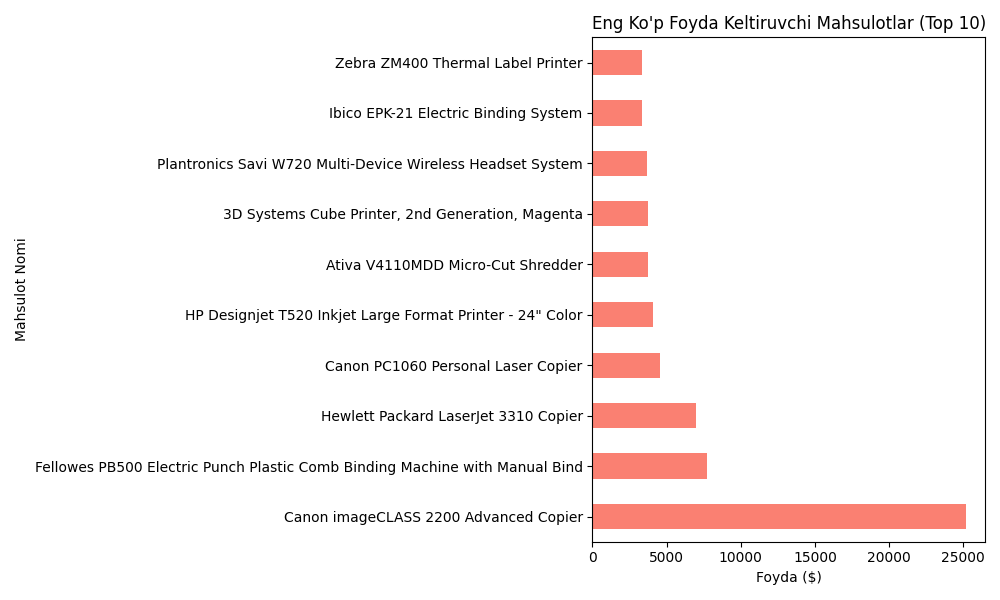 Eng Ko'p Foyda Keltiruvchi Mahsulotlar (Top 10)
Mahsulot Nomi
Zebra ZM400 Thermal Label Printer
Ibico EPK-21 Electric Binding System
Plantronics Savi W720 Multi-Device Wireless Headset System
3D Systems Cube Printer, 2nd Generation, Magenta
Ativa V4110MDD Micro-Cut Shredder
HP Designjet T520 Inkjet Large Format Printer - 24" Color
Canon PC1060 Personal Laser Copier
Hewlett Packard LaserJet 3310 Copier
Fellowes PB500 Electric Punch Plastic Comb Binding Machine with Manual Bind
Canon imageCLASS 2200 Advanced Copier
0 5000 10000 15000 20000 25000
Foyda ($)